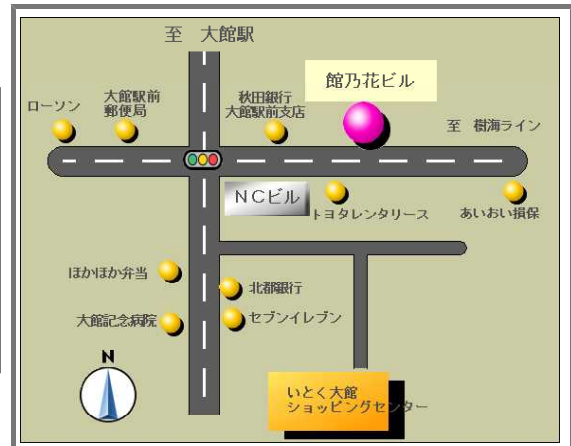 至 大館駅
館乃花ビル
ローソン
大館駅前
郵便局
秋田銀行
大館駅前支店
至 樹海ライン
NCビル
トヨタレンタリース
あいおい損保
ほかほか弁当
北都銀行
大館記念病院
セブンイレブン
N
いとく大館
ショッピングセンター